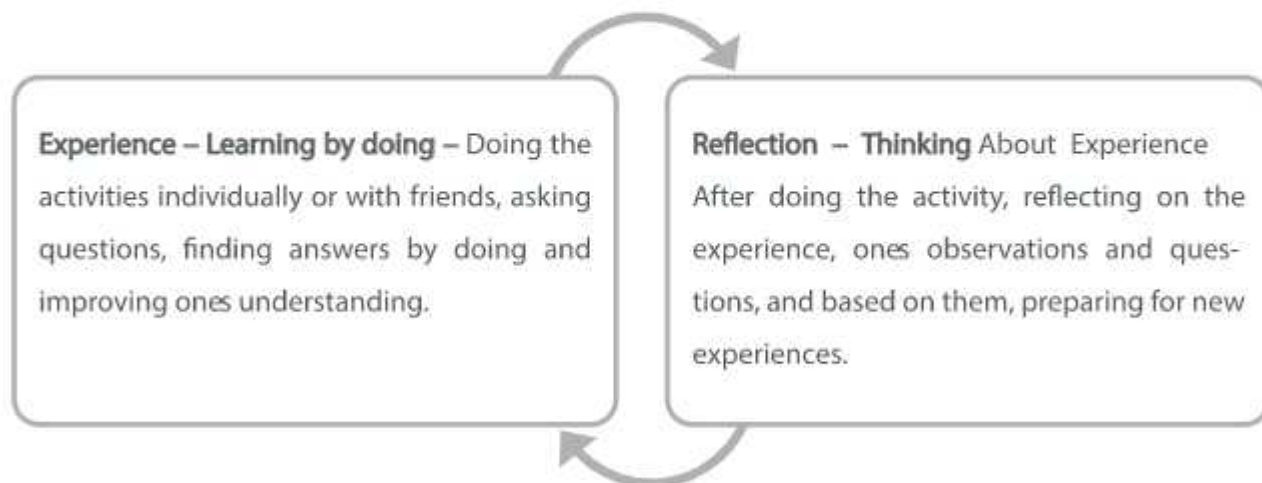 Experience – Learning by doing – Doing the
activities individually or with friends, asking
questions, finding answers by doing and
improving ones understanding.
Reflection – Thinking About Experience
After doing the activity, reflecting on the
experience, ones observations and ques-
tions, and based on them, preparing for new
experiences.